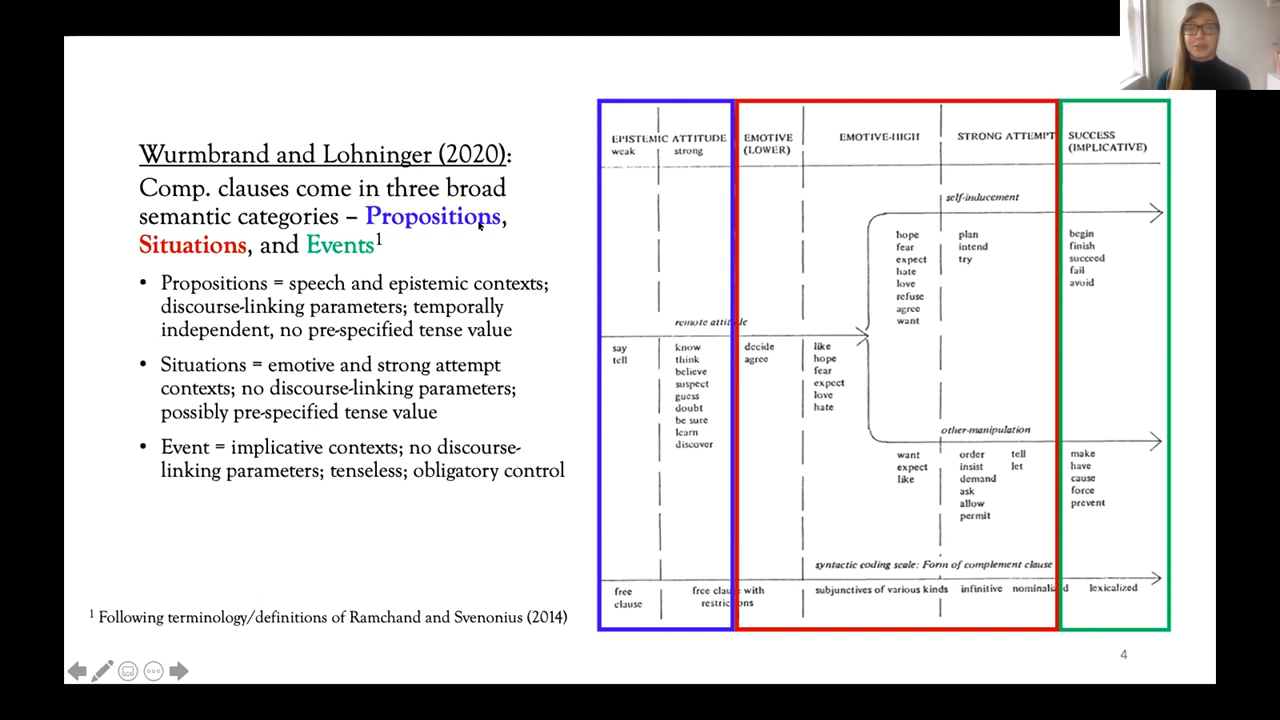 Wurmbrand and Lohninger (2020):
Comp. clauses come in three broad
semantic categories – Propositions,
Situations, and Events1
• Propositions = speech and epistemic contexts;
discourse-linking parameters; temporally
independent, no pre-specified tense value
• Situations = emotive and strong attempt
contexts; no discourse-linking parameters;
possibly pre-specified tense value
• Event = implicative contexts; no discourse-
linking parameters; tenseless; obligatory control
1 Following terminology/definitions of Ramchand and Svenonius (2014)
EPISTEMIC ATTITUDE
weak strong
EMOTIVE
(LOWER)
EMOTIVE-HIGH
STRONG ATTEMPT
SUCCESS
(IMPLICATIVE)
self-inducement
hope
fear
expect
hate
love
refuse
agree
want
plan
intend
try
begin
finish
succeed
fail
avoid
remote attitude
say
tell
know
think
believe
suspect
guess
doubt
be sure
learn
discover
decide
agree
like
hope
fear
expect
love
hate
other-manipulation
want
expect
like
order tell
insist let
demand
ask
allow
permit
make
have
cause
force
prevent
syntactic coding scale: Form of complement clause
free
clause
free clause with
restrictions
subjunctives of various kinds infinitive nominalized lexicalized
4